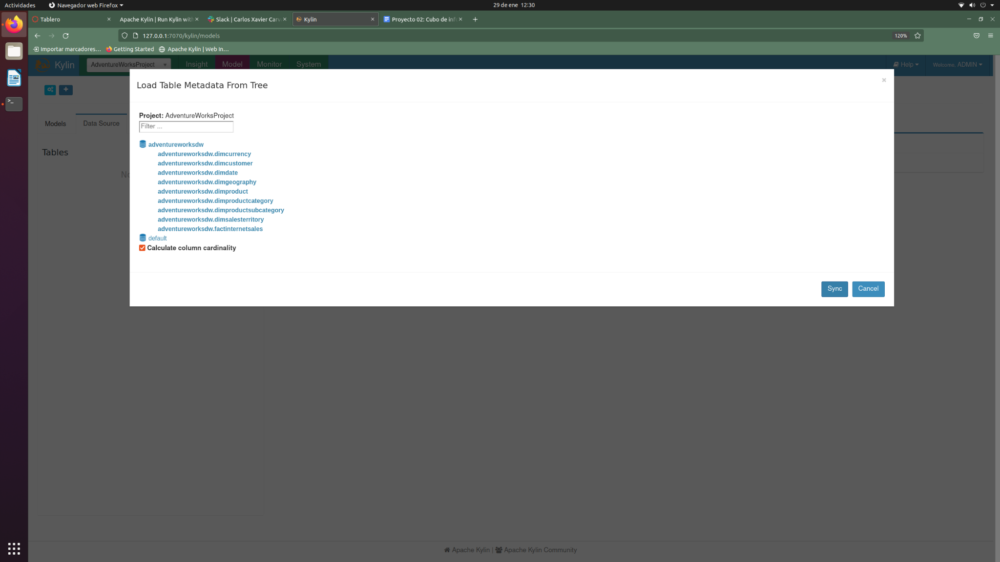 Actividades
Navegador web Firefox
29 de ene 12:30
Tablero
Apache Kylin | Run Kylin with
Slack | Carlos Xavier Carv
Kylin
Proyecto 02: Cubo de info
127.0.0.1:7070/kylin/models
120%
Importar marcadores...
Getting Started
Apache Kylin | Web In...
Kylin
AdventureWorksProject
Insight
Model
Monitor
System
Help
Welcome, ADMIN
Load Table Metadata From Tree
Models
Data Source
Tables
No
Project: AdventureWorksProject
Filter ...
adventureworksdw
adventureworksdw.dimcurrency
adventureworksdw.dimcustomer
adventureworksdw.dimdate
adventureworksdw.dimgeography
adventureworksdw.dimproduct
adventureworksdw.dimproductcategory
adventureworksdw.dimproductsubcategory
adventureworksdw.dimsalesterritory
adventureworksdw.factinternetsales
default
Calculate column cardinality
Sync
Cancel
Apache Kylin | Apache Kylin Community